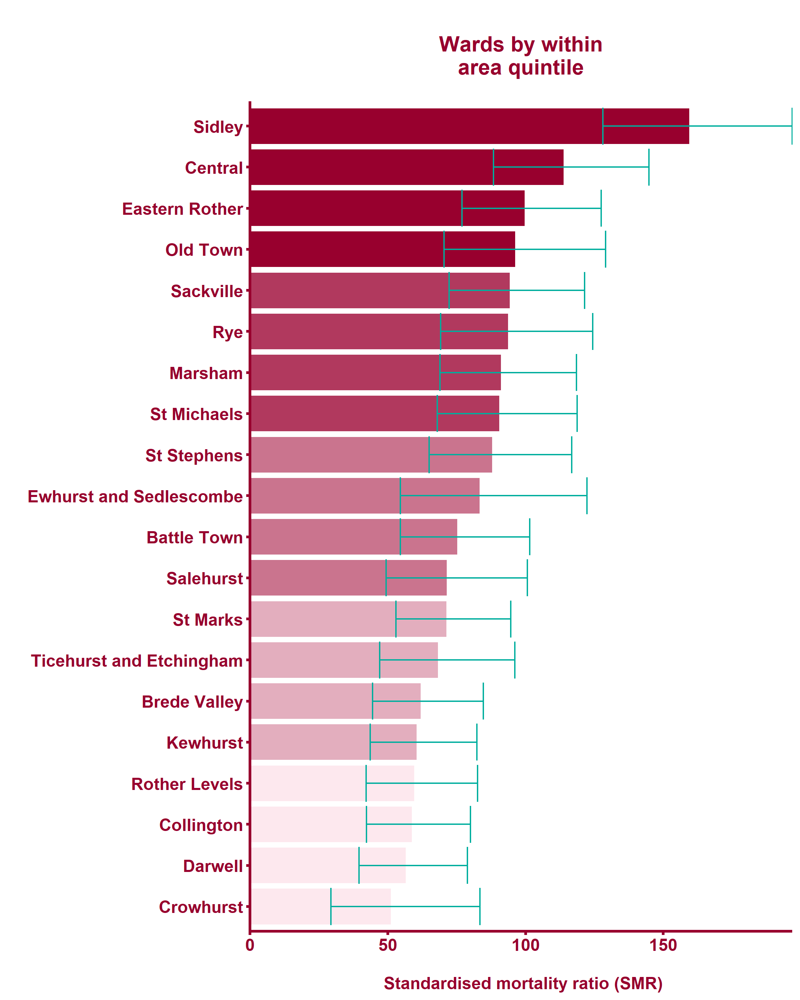 Wards by within
area quintile
Sidley
Central
Eastern Rother
Old Town
Sackville
Rye
Marsham
St Michaels
St Stephens
Ewhurst and Sedlescombe
Battle Town
Salehurst
St Marks
Ticehurst and Etchingham
Brede Valley
Kewhurst
Rother Levels
Collington
Darwell
Crowhurst
0 50 100 150
Standardised mortality ratio (SMR)